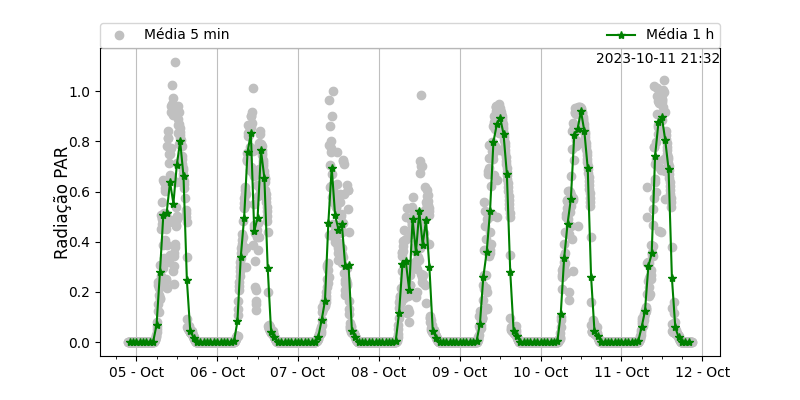 Média 5 min
Média 1 h
2023-10-11 21:32
Radiação PAR
1.0
0.8
0.6
0.4
0.2
0.0
05 - Oct
06 - Oct
07 - Oct
08 - Oct
09 - Oct
10 - Oct
11 - Oct
12 - Oct